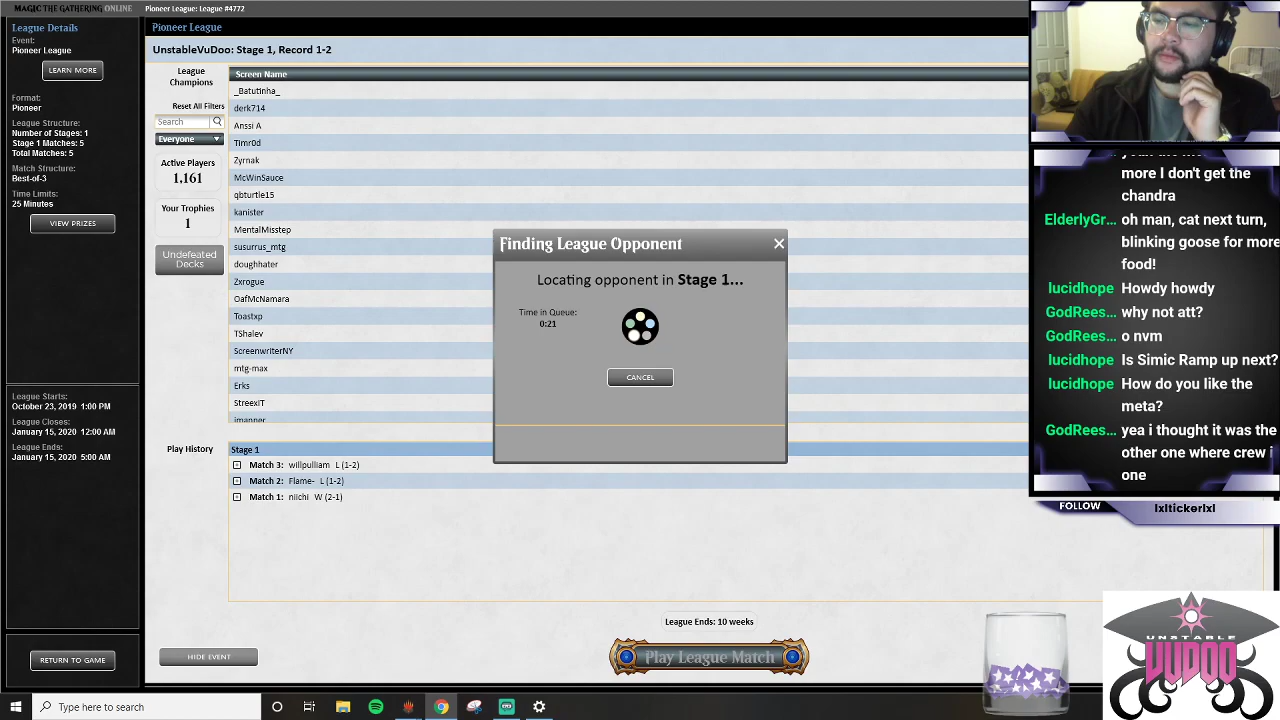 MAGIC THE GATHERING ONLINE
Pioneer League: League #4772
League Details
Event:
Pioneer League
LEARN MORE
Format:
Pioneer
League Structure:
Number of Stages: 1
Stage 1 Matches: 5
Total Matches: 5
Match Structure:
Best-of-3
Time Limits:
25 Minutes
VIEW PRIZES
League Starts:
October 23, 2019 1:00 PM
League Closes:
January 15, 2020 12:00 AM
League Ends:
January 15, 2020 5:00 AM
RETURN TO GAME
Pioneer League
UnstableVuDoo: Stage 1, Record 1-2
League
Champions
Reset All Filters
Search
Everyone
Active Players
1,161
Your Trophies
1
Undefeated
Decks
Screen Name
_Batutinha_
derk714
Anssi A
Timr0d
Zyrnak
McWinSauce
qbturtle15
kanister
MentalMisstep
susurrus_mtg
doughhater
Zxrogue
OafMcNamara
Toastxp
TShalev
ScreenwriterNY
mtg-max
Erks
StreexIT
Finding League Opponent
Locating opponent in Stage 1...
Time in Queue:
0:21
CANCEL
Play History
Stage 1
Match 3: willpulliam L (1-2)
Match 2: Flame- L (1-2)
Match 1: niichi W (2-1)
League Ends: 10 weeks
HIDE EVENT
Play League Match
more I don't get the
chandra
ElderlyGr... oh man, cat next turn,
blinking goose for more
food!
lucidhope Howdy howdy
GodRees... why not att?
GodRees... o nvm
lucidhope Is Simic Ramp up next?
lucidhope How do you like the
meta?
GodRees... yea i thought it was the
other one where crew i
one
FOLLOW
lxltickerlxl
UNSTABLE
VUDOO
Type here to search